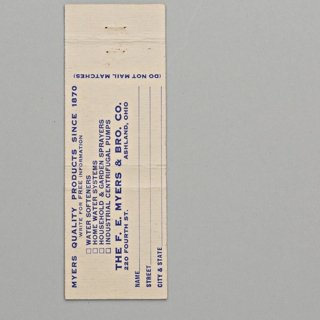 (DO NOT MAIL MATCHES)
MYERS QUALITY PRODUCTS SINCE 1870
WRITE FOR FREE INFORMATION
☐ WATER SOFTENERS
☐ HOME WATER SYSTEMS
☐ HOUSEHOLD & GARDEN SPRAYERS
☐ INDUSTRIAL CENTRIFUGAL PUMPS
THE F. E. MYERS & BRO. CO.
220 FOURTH ST. ASHLAND, OHIO
NAME
STREET
CITY & STATE